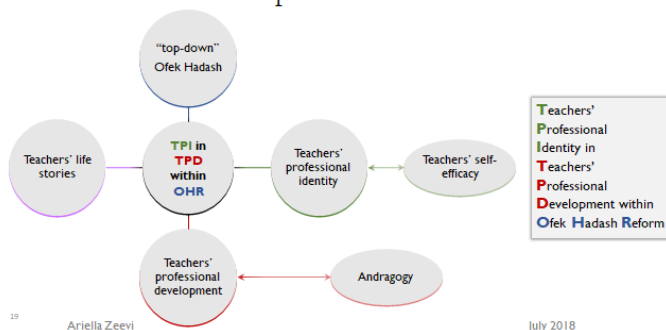 “top-down”
Ofek Hadash
Teachers’ life
stories
TPI in
TPD
within
OHR
Teachers’
professional
identity
Teachers’ self-
efficacy
Teachers’
professional
development
Andragogy
Teachers’
Professional
Identity in
Teachers’
Professional
Development within
Ofek Hadash Reform
19
Ariella Zeevi
July 2018